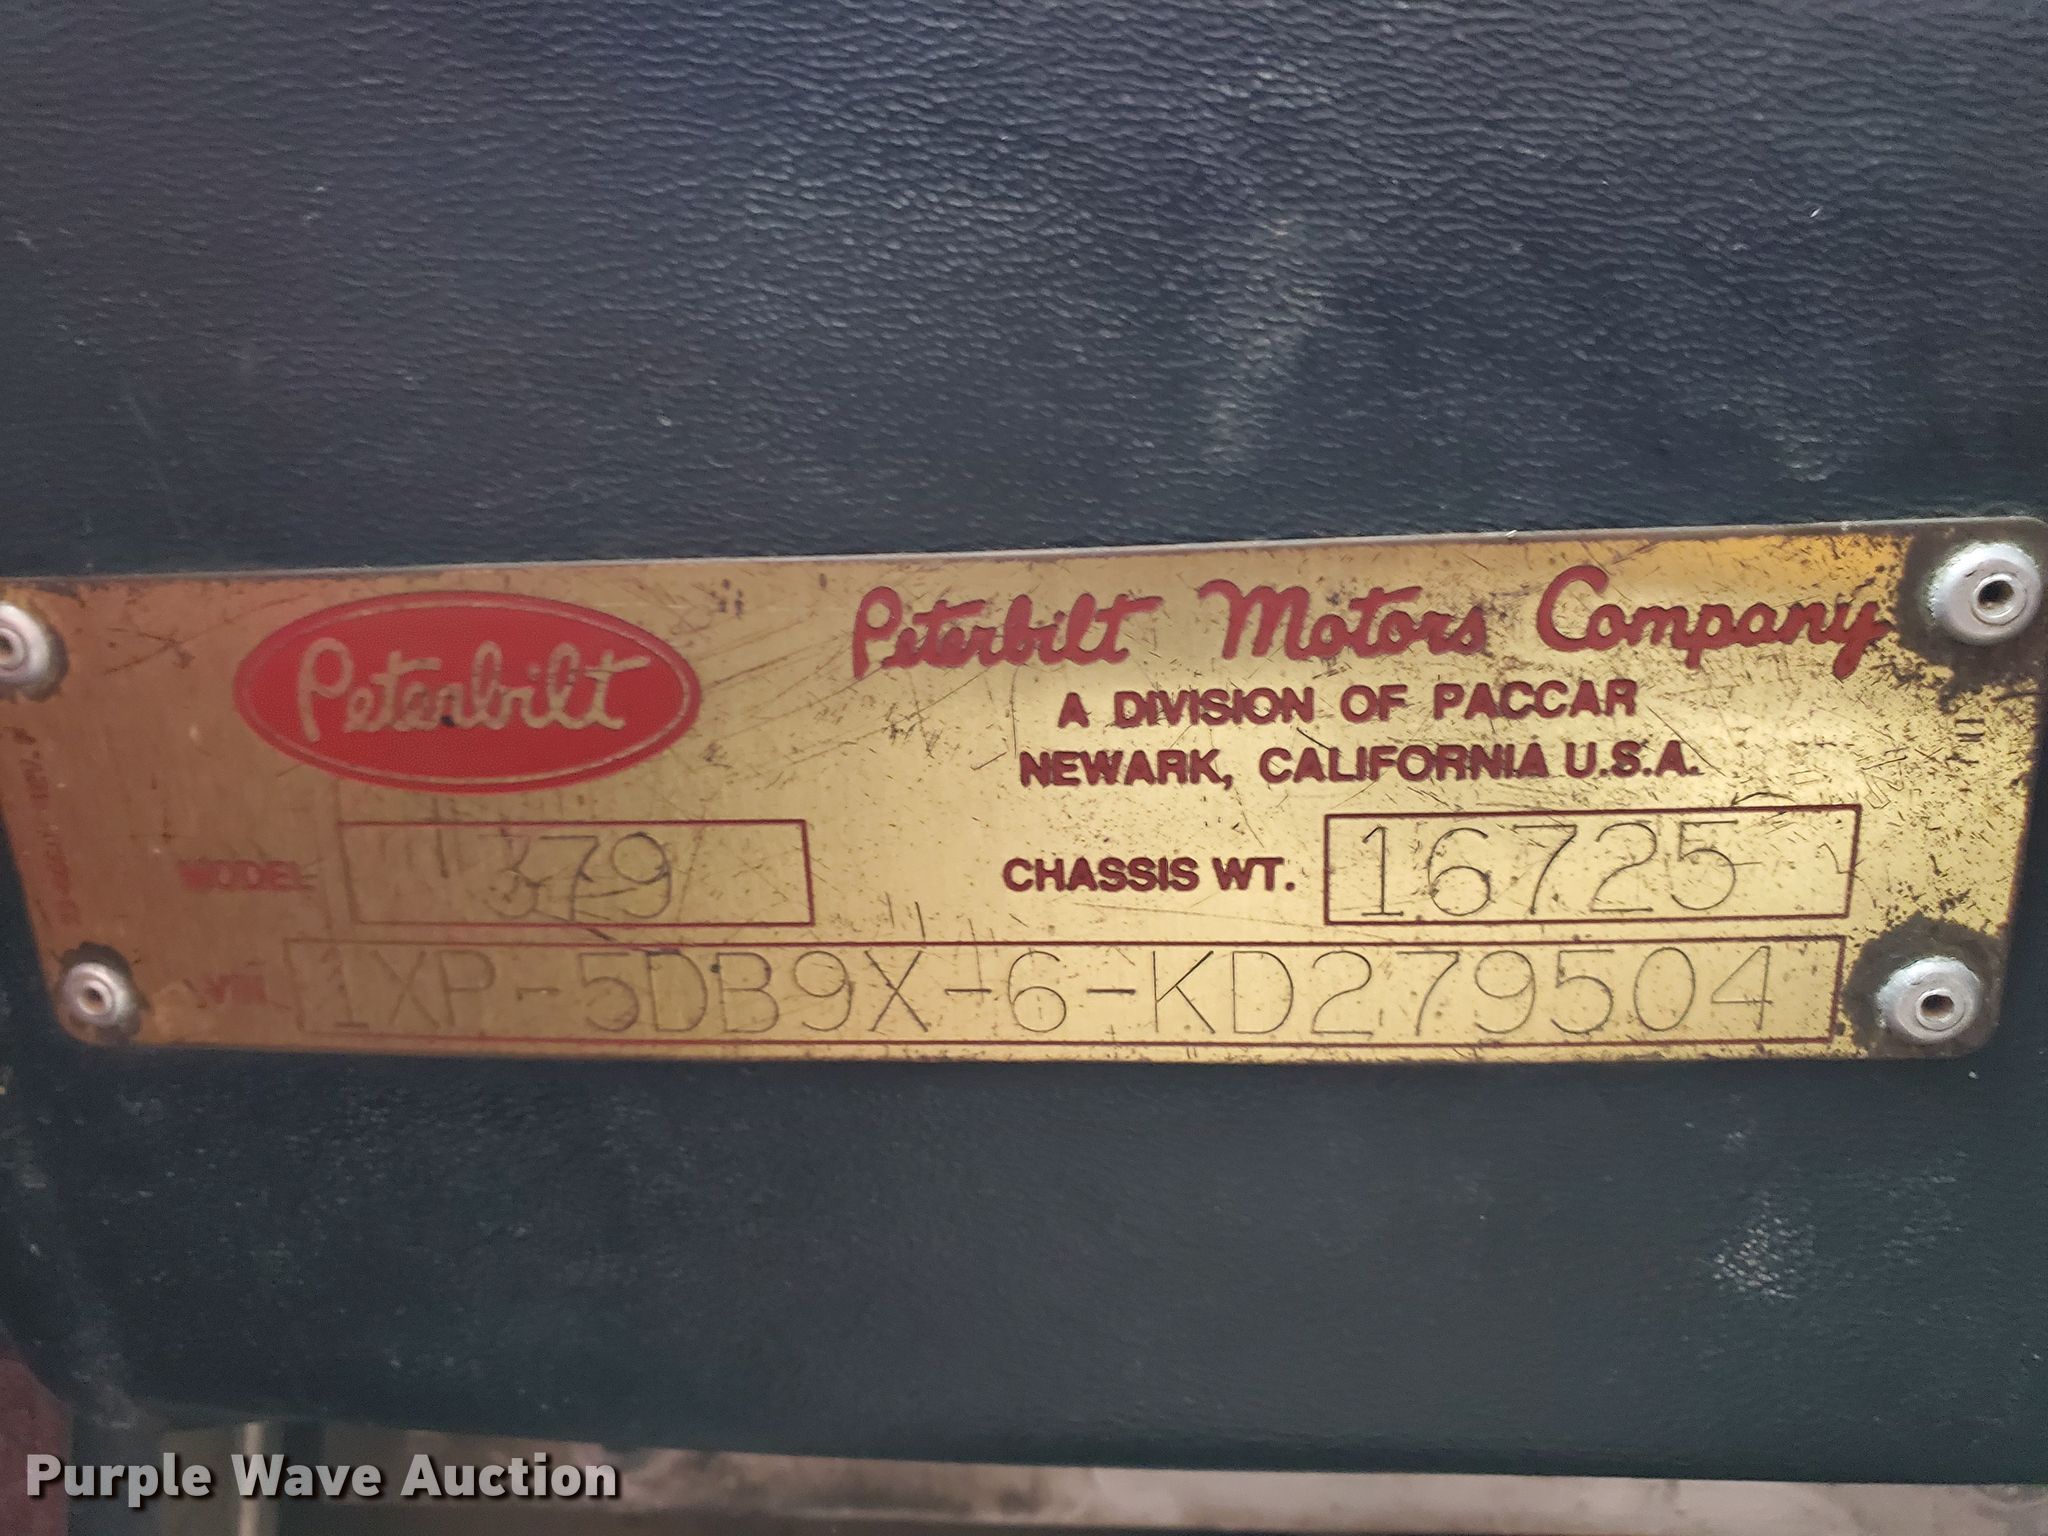 Peterbilt
Peterbilt Motors Company
A DIVISION OF PACCAR
NEWARK, CALIFORNIA U.S.A.
MODEL 379
CHASSIS WT. 16725
VIN 1XP-5DB9X-6-KD279504
Purple Wave Auction